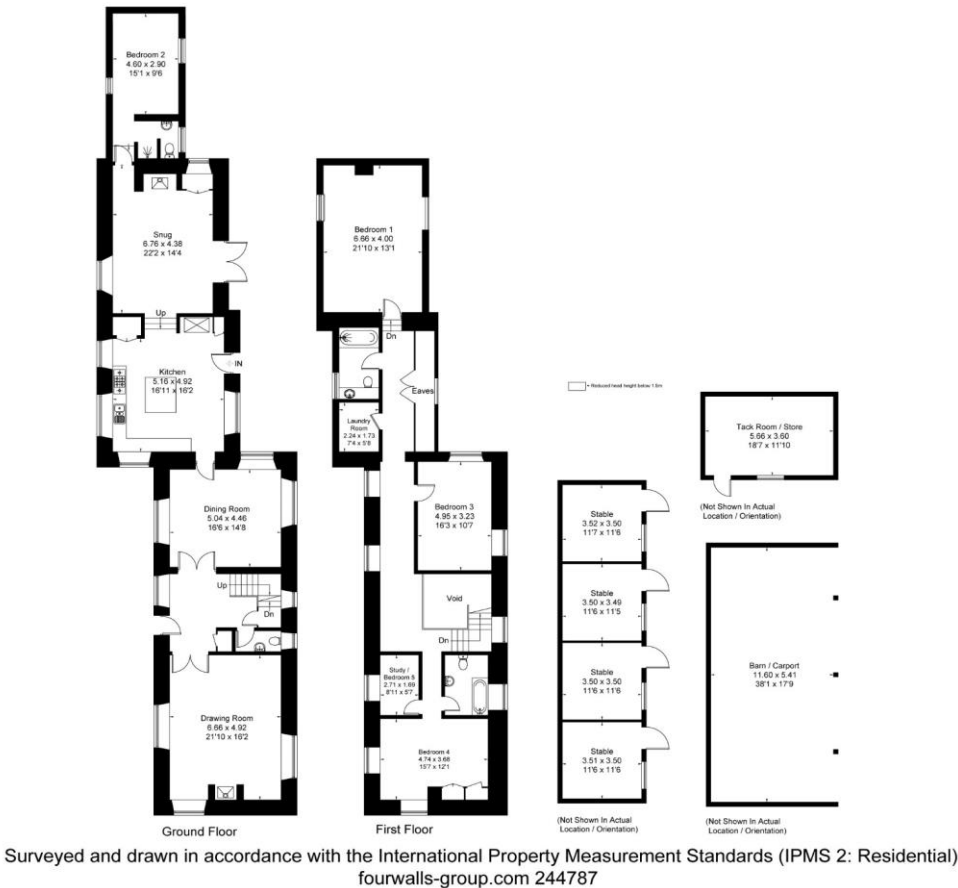 Bedroom 2
4.60 x 2.90
15'1 x 9'6
Snug
6.76 x 4.38
22'2 x 14'4
Up
Kitchen
5.16 x 4.92
16'11 x 16'2
IN
Dining Room
5.04 x 4.46
16'6 x 14'8
Up
Dn
Drawing Room
6.66 x 4.92
21'10 x 16'2
Ground Floor
Bedroom 1
6.66 x 4.00
21'10 x 13'1
Dn
Eaves
Laundry
Room
2.24 x 1.73
7'4 x 5'8
Bedroom 3
4.95 x 3.23
16'3 x 10'7
Void
Dn
Study /
Bedroom 5
2.71 x 1.69
8'11 x 5'7
Bedroom 4
4.74 x 3.68
15'7 x 12'1
First Floor
= Reduced head height below 1.5m
Stable
3.52 x 3.50
11'7 x 11'6
Stable
3.50 x 3.49
11'6 x 11'5
Stable
3.50 x 3.50
11'6 x 11'6
Stable
3.51 x 3.50
11'6 x 11'6
(Not Shown In Actual
Location / Orientation)
Tack Room / Store
5.66 x 3.60
18'7 x 11'10
(Not Shown In Actual
Location / Orientation)
Barn / Carport
11.60 x 5.41
38'1 x 17'9
(Not Shown In Actual
Location / Orientation)
Surveyed and drawn in accordance with the International Property Measurement Standards (IPMS 2: Residential)
fourwalls-group.com 244787